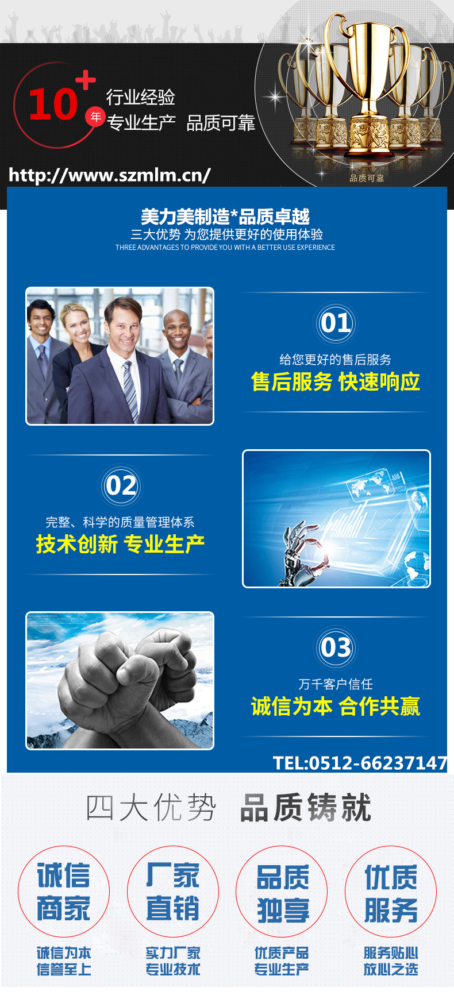 10+
年
行业经验
专业生产 品质可靠
http://www.szmlm.cn/
品质可靠
美力美制造*品质卓越
三大优势 为您提供更好的使用体验
THREE ADVANTAGES TO PROVIDE YOU WITH A BETTER USE EXPERIENCE
01
给您更好的售后服务
售后服务 快速响应
02
完整、科学的质量管理体系
技术创新 专业生产
03
万千客户信任
诚信为本 合作共赢
TEL:0512-66237147
四大优势 品质铸就
诚信
商家
诚信为本
信誉至上
厂家
直销
实力厂家
专业技术
品质
独享
优质产品
专业生产
优质
服务
服务贴心
放心之选